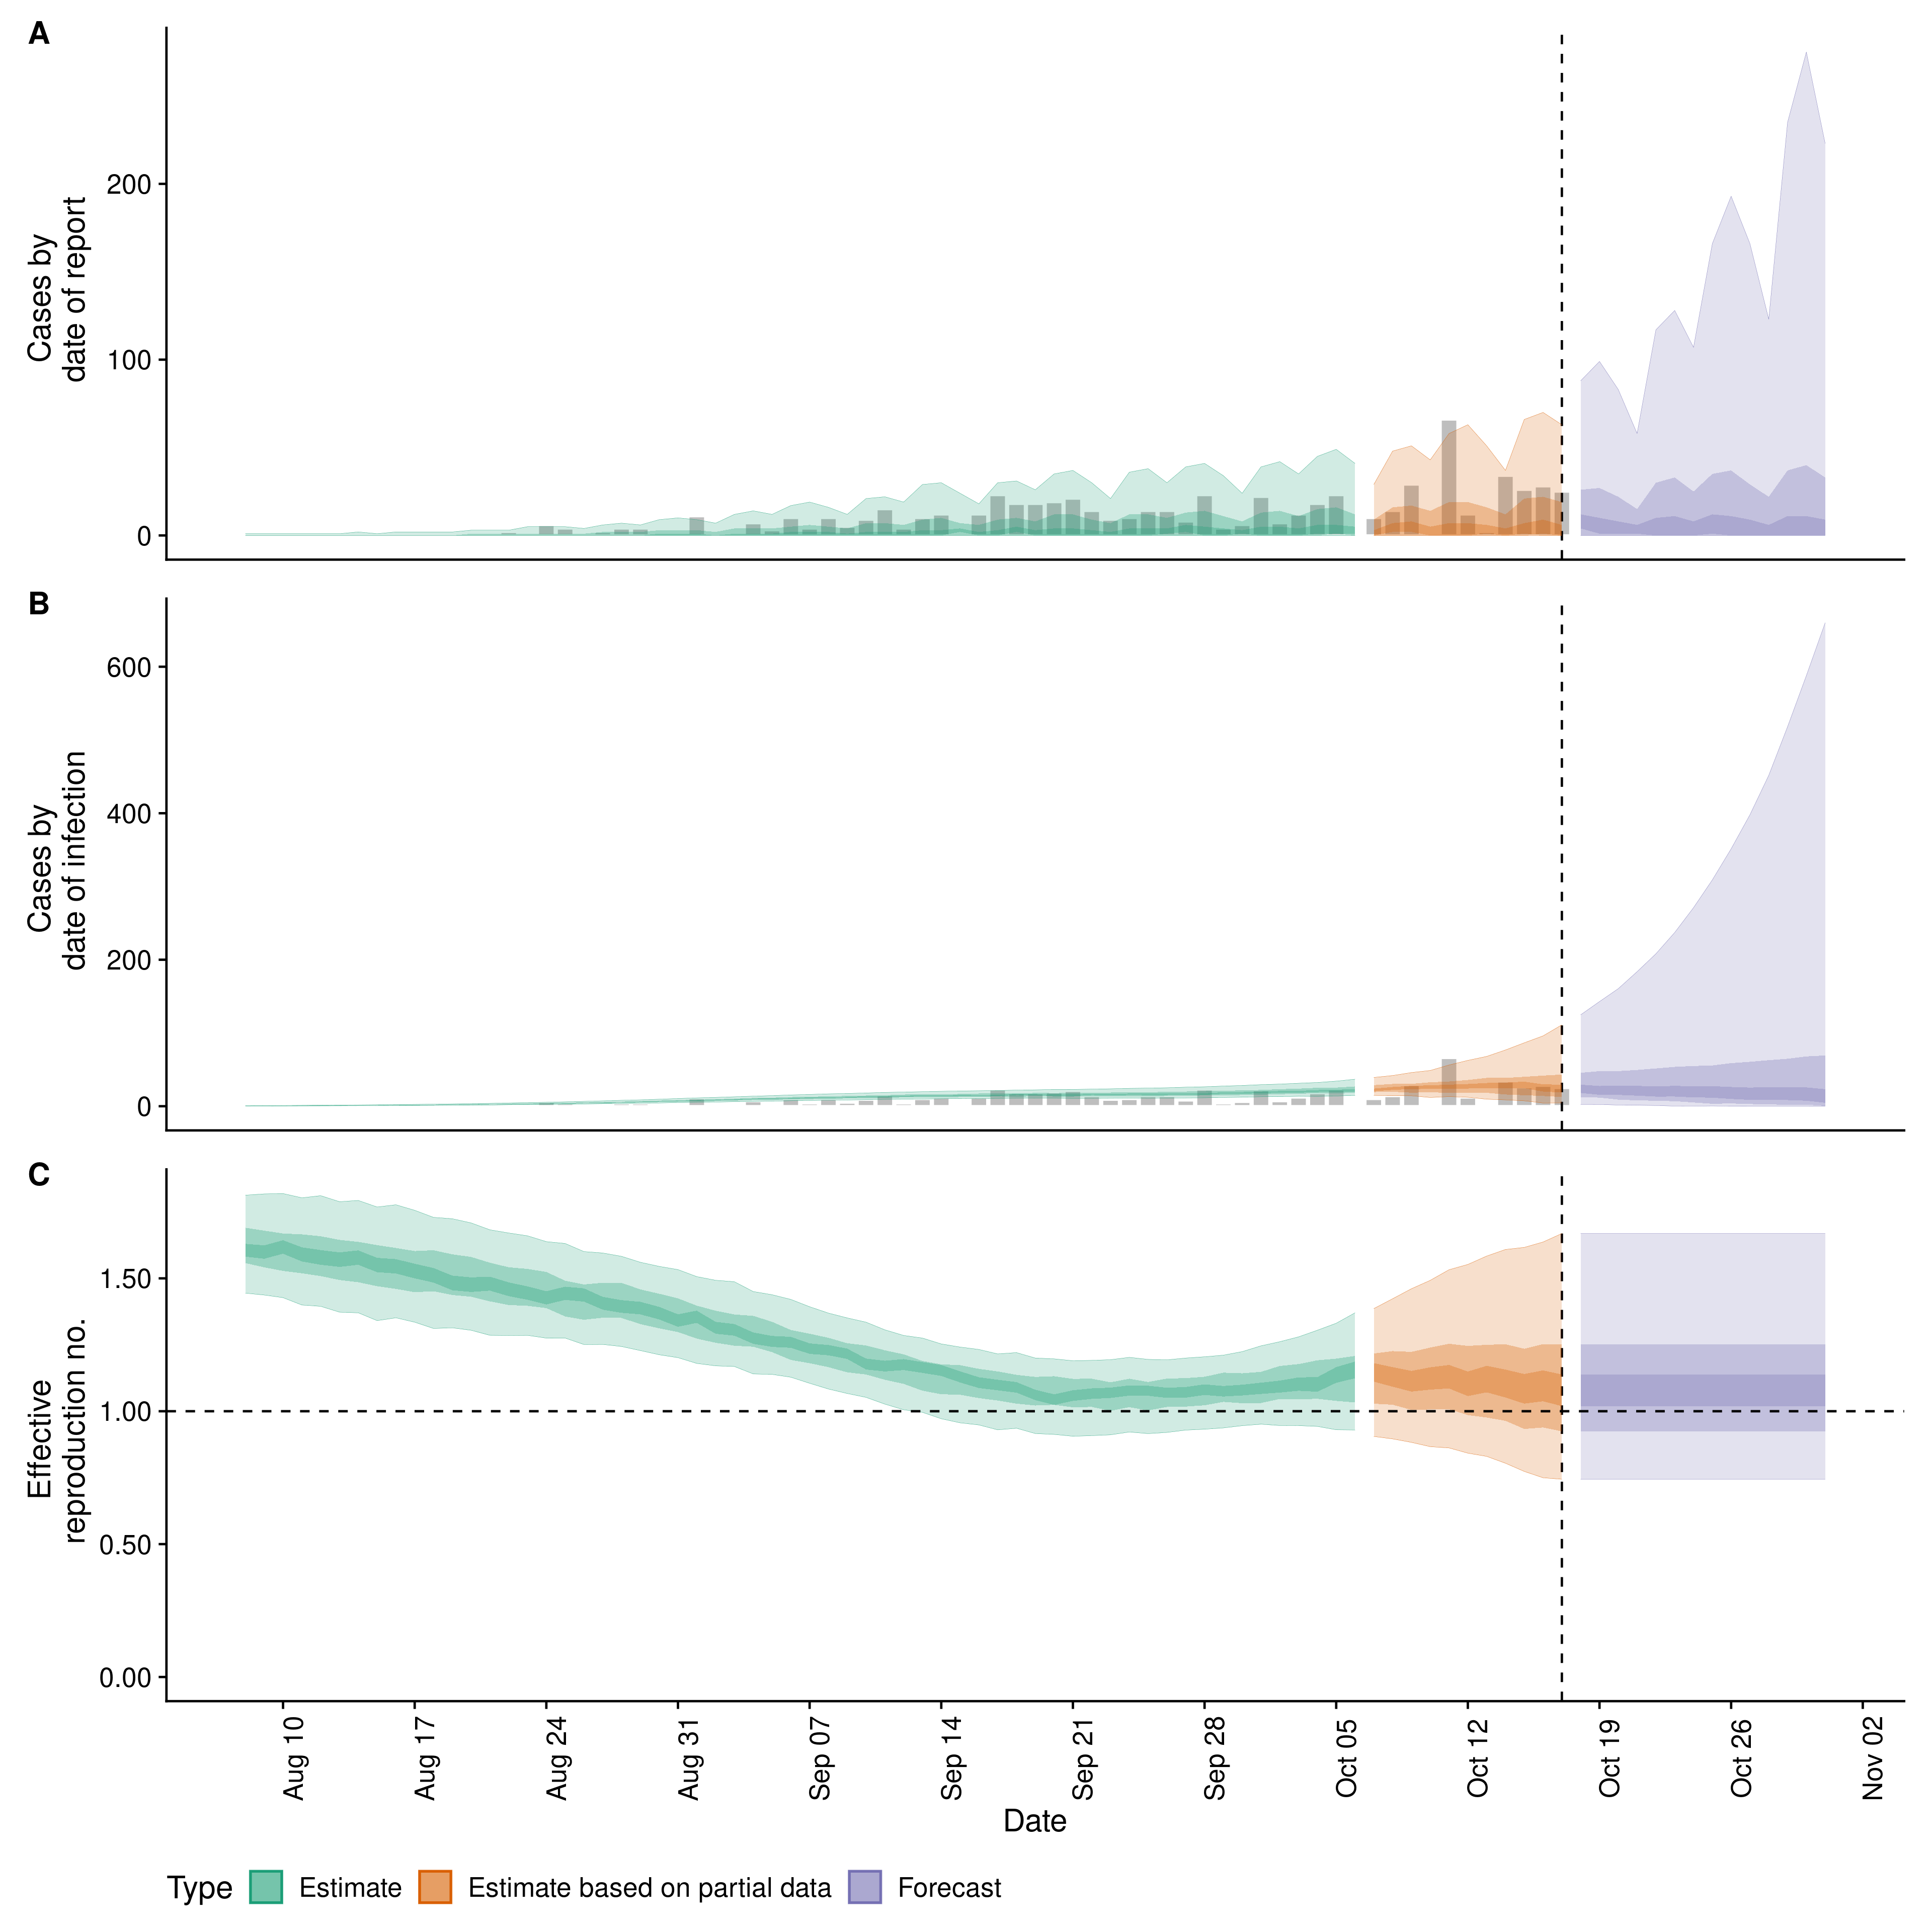 A
Cases by
date of report
200
100
0
B
Cases by
date of infection
600
400
200
0
C
Effective
reproduction no.
1.50
1.00
0.50
0.00
Aug 10
Aug 17
Aug 24
Aug 31
Sep 07
Sep 14
Sep 21
Sep 28
Oct 05
Oct 12
Oct 19
Oct 26
Nov 02
Date
Type Estimate Estimate based on partial data Forecast